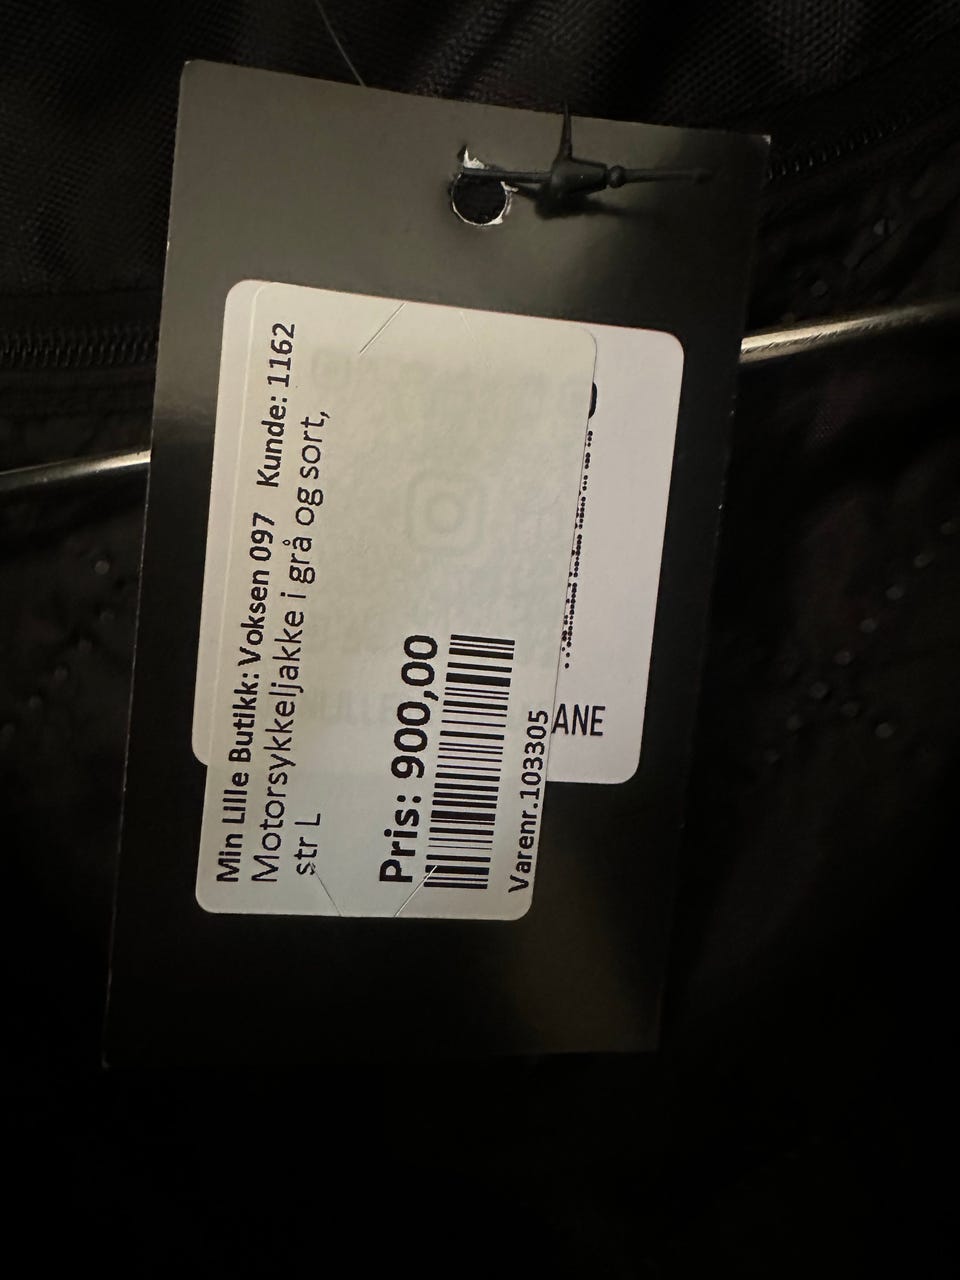 Min Lille Butikk: Voksen 097 Kunde: 1162
Motorsykkeljakke i grå og sort,
str L
Pris: 900,00
Varenr.103305
ANE